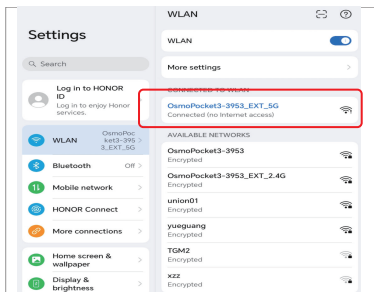 Settings
Search
Log in to HONOR
ID
Log in to enjoy Honor
services.
WLAN
OsmoPoc
ket3-395
3_EXT_5G
Bluetooth
Off
Mobile network
HONOR Connect
More connections
Home screen &
wallpaper
Display &
brightness
WLAN
WLAN
More settings
CONNECTED TO WLAN
OsmoPocket3-3953_EXT_5G
Connected (no Internet access)
AVAILABLE NETWORKS
OsmoPocket3-3953
Encrypted
OsmoPocket3-3953_EXT_2.4G
Encrypted
union01
Encrypted
yueguang
Encrypted
TGM2
Encrypted
xzz
Encrypted